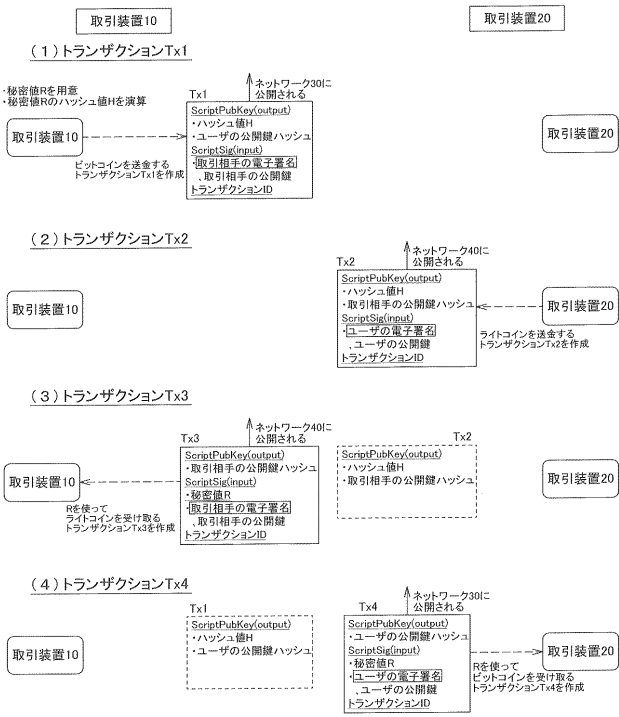 取引装置10
取引装置20
(1)トランザクションTx1
・秘密値Rを用意
・秘密値Rのハッシュ値Hを演算
Tx1
ネットワーク30に
公開される
ScriptPubKey(output)
・ハッシュ値H
・ユーザの公開鍵ハッシュ
ScriptSig(input)
・取引相手の電子署名
、取引相手の公開鍵
トランザクションID
取引装置10
取引装置20
ビットコインを送金する
トランザクションTx1を作成
(2)トランザクションTx2
Tx2
ネットワーク40に
公開される
ScriptPubKey(output)
・ハッシュ値H
・取引相手の公開鍵ハッシュ
ScriptSig(input)
・ユーザの電子署名
、ユーザの公開鍵
トランザクションID
取引装置10
取引装置20
ライトコインを送金する
トランザクションTx2を作成
(3)トランザクションTx3
Tx3
ネットワーク40に
公開される
ScriptPubKey(output)
・取引相手の公開鍵ハッシュ
ScriptSig(input)
・秘密値R
・取引相手の電子署名
、取引相手の公開鍵
トランザクションID
Tx2
ScriptPubKey(output)
・ハッシュ値H
・取引相手の公開鍵ハッシュ
取引装置10
取引装置20
Rを使って
ライトコインを受け取る
トランザクションTx3を作成
(4)トランザクションTx4
Tx1
ScriptPubKey(output)
・ハッシュ値H
・ユーザの公開鍵ハッシュ
Tx4
ネットワーク30に
公開される
ScriptPubKey(output)
・ユーザの公開鍵ハッシュ
ScriptSig(input)
・秘密値R
・ユーザの電子署名
、ユーザの公開鍵
トランザクションID
取引装置10
取引装置20
Rを使って
ビットコインを受け取る
トランザクションTx4を作成